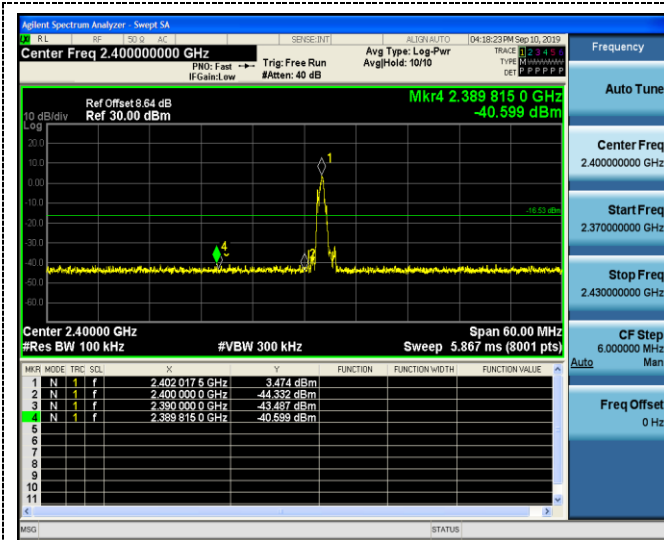 Agilent Spectrum Analyzer - Swept SA
RL RF 50 Ω AC SENSE:INT ALIGN AUTO 04:18:23 PM Sep 10, 2019
Center Freq 2.400000000 GHz
PNO: Fast
IFGain:Low
Trig: Free Run
#Atten: 40 dB
Avg Type: Log-Pwr
Avg|Hold: 10/10
TRACE 1 2 3 4 5 6
TYPE M
DET P P P P P P
Ref Offset 8.64 dB
10 dB/div Ref 30.00 dBm
Log
Mkr4 2.389 815 0 GHz
-40.599 dBm
20.0
10.0
0.00
-10.0
-20.0
-30.0
-40.0
-50.0
-60.0
1
4
-16.53 dBm
Center 2.40000 GHz Span 60.00 MHz
#Res BW 100 kHz #VBW 300 kHz Sweep 5.867 ms (8001 pts)
MKR MODE TRC SCL X Y FUNCTION FUNCTION WIDTH FUNCTION VALUE
1 N 1 f 2.402 017 5 GHz 3.474 dBm
2 N 1 f 2.400 000 0 GHz -44.332 dBm
3 N 1 f 2.390 000 0 GHz -43.487 dBm
4 N 1 f 2.389 815 0 GHz -40.599 dBm
5
6
7
8
9
10
11
MSG STATUS
Frequency
Auto Tune
Center Freq
2.400000000 GHz
Start Freq
2.370000000 GHz
Stop Freq
2.430000000 GHz
CF Step
6.000000 MHz
Auto Man
Freq Offset
0 Hz